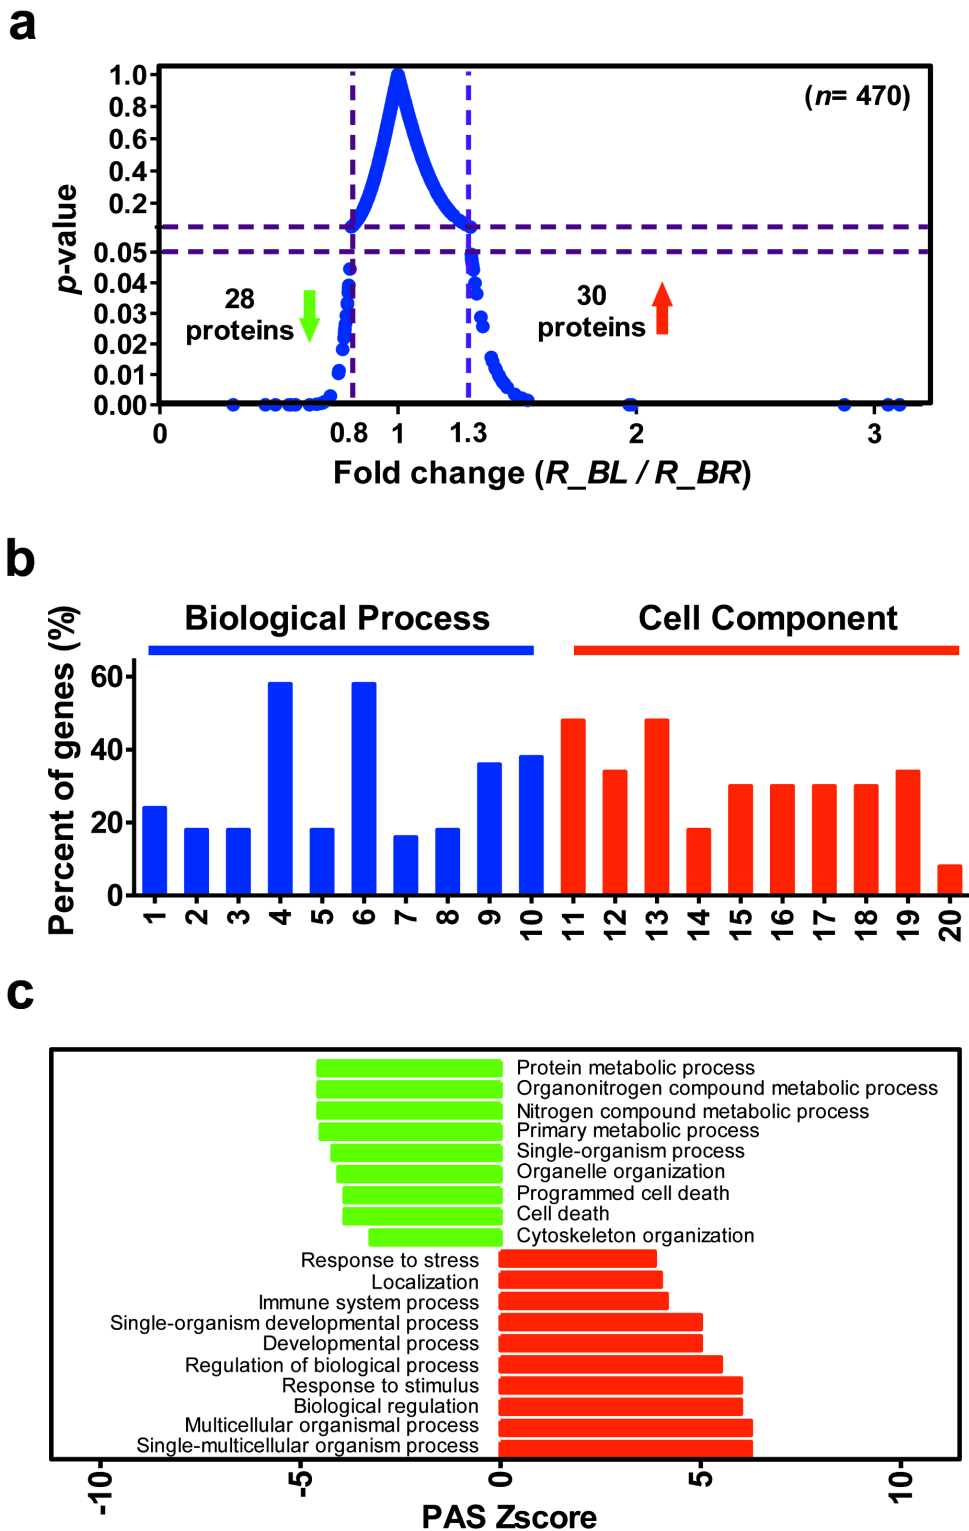 a
1.0
0.8
0.6
0.4
0.2
0.05
0.04
0.03
0.02
0.01
0.00
p-value
(n= 470)
28
proteins
30
proteins
0
0.8
1
1.3
2
3
Fold change (R_BL / R_BR)
b
Biological Process
Cell Component
Percent of genes (%)
60
40
20
0
1
2
3
4
5
6
7
8
9
10
11
12
13
14
15
16
17
18
19
20
c
Protein metabolic process
Organonitrogen compound metabolic process
Nitrogen compound metabolic process
Primary metabolic process
Single-organism process
Organelle organization
Programmed cell death
Cell death
Cytoskeleton organization
Response to stress
Localization
Immune system process
Single-organism developmental process
Developmental process
Regulation of biological process
Response to stimulus
Biological regulation
Multicellular organismal process
Single-multicellular organism process
-10
-5
0
5
10
PAS Zscore